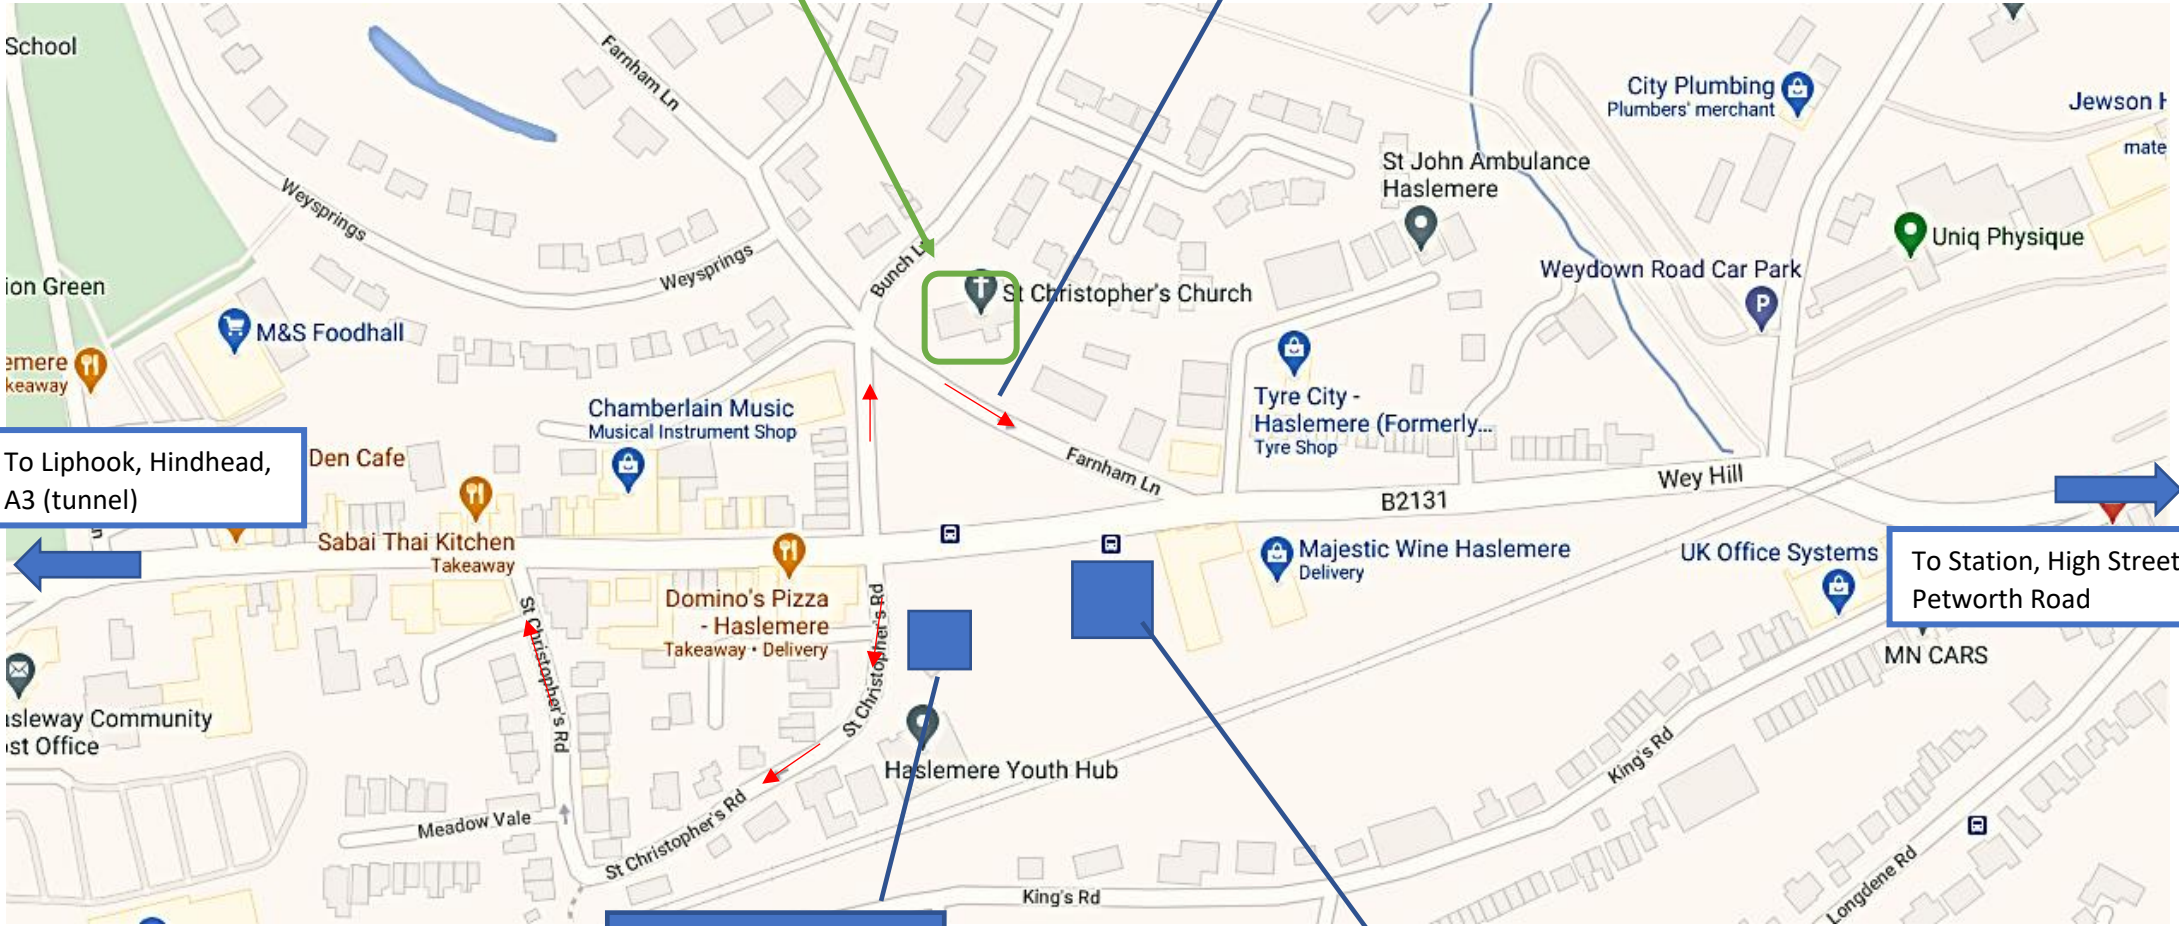 School
Farnham Ln
City Plumbing
Plumbers' merchant
Jewson H
mate
St John Ambulance
Haslemere
Weysprings
Weysprings
Bunch Ln
St Christopher's Church
Weydown Road Car Park
P
Uniq Physique
ion Green
M&S Foodhall
emere
keaway
Chamberlain Music
Musical Instrument Shop
Tyre City -
Haslemere (Formerly...
Tyre Shop
To Liphook, Hindhead,
A3 (tunnel)
Den Cafe
Farnham Ln
Wey Hill
B2131
Sabai Thai Kitchen
Takeaway
Majestic Wine Haslemere
Delivery
UK Office Systems
To Station, High Street
Petworth Road
Domino's Pizza
- Haslemere
Takeaway • Delivery
St Christopher's Rd
St Christopher's Rd
St Christopher's Rd
MN CARS
asleway Community
ost Office
Haslemere Youth Hub
King's Rd
Meadow Vale
St Christopher's Rd
King's Rd
Longdene Rd